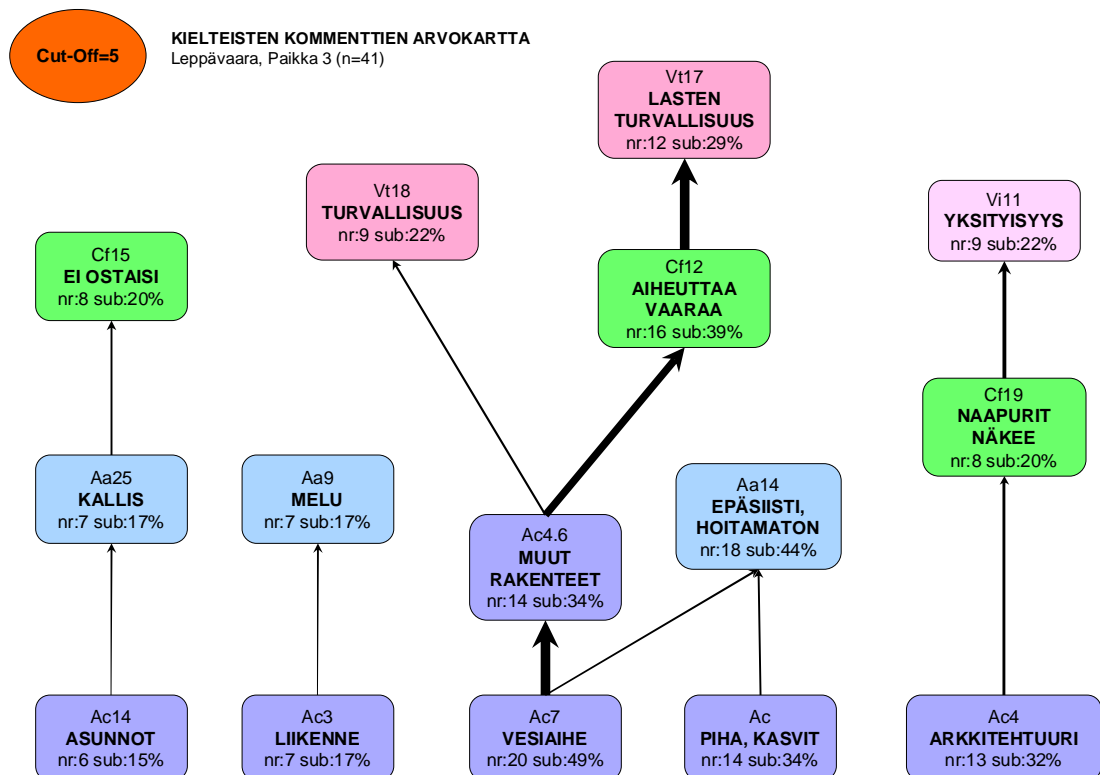 Cut-Off=5
KIELTEISTEN KOMMENTTIEN ARVOKARTTA
Leppävaara, Paikka 3 (n=41)
Vt17
LASTEN
TURVALLISUUS
nr:12 sub:29%
Vt18
TURVALLISUUS
nr:9 sub:22%
Vi11
YKSITYISYYS
nr:9 sub:22%
Cf15
EI OSTAISI
nr:8 sub:20%
Cf12
AIHEUTTAA
VAARAA
nr:16 sub:39%
Cf19
NAAPURIT
NÄKEE
nr:8 sub:20%
Aa25
KALLIS
nr:7 sub:17%
Aa9
MELU
nr:7 sub:17%
Ac4.6
MUUT
RAKENTEET
nr:14 sub:34%
Aa14
EPÄSIISTI,
HOITAMATON
nr:18 sub:44%
Ac14
ASUNNOT
nr:6 sub:15%
Ac3
LIIKENNE
nr:7 sub:17%
Ac7
VESIAIHE
nr:20 sub:49%
Ac
PIHA, KASVIT
nr:14 sub:34%
Ac4
ARKKITEHTUURI
nr:13 sub:32%